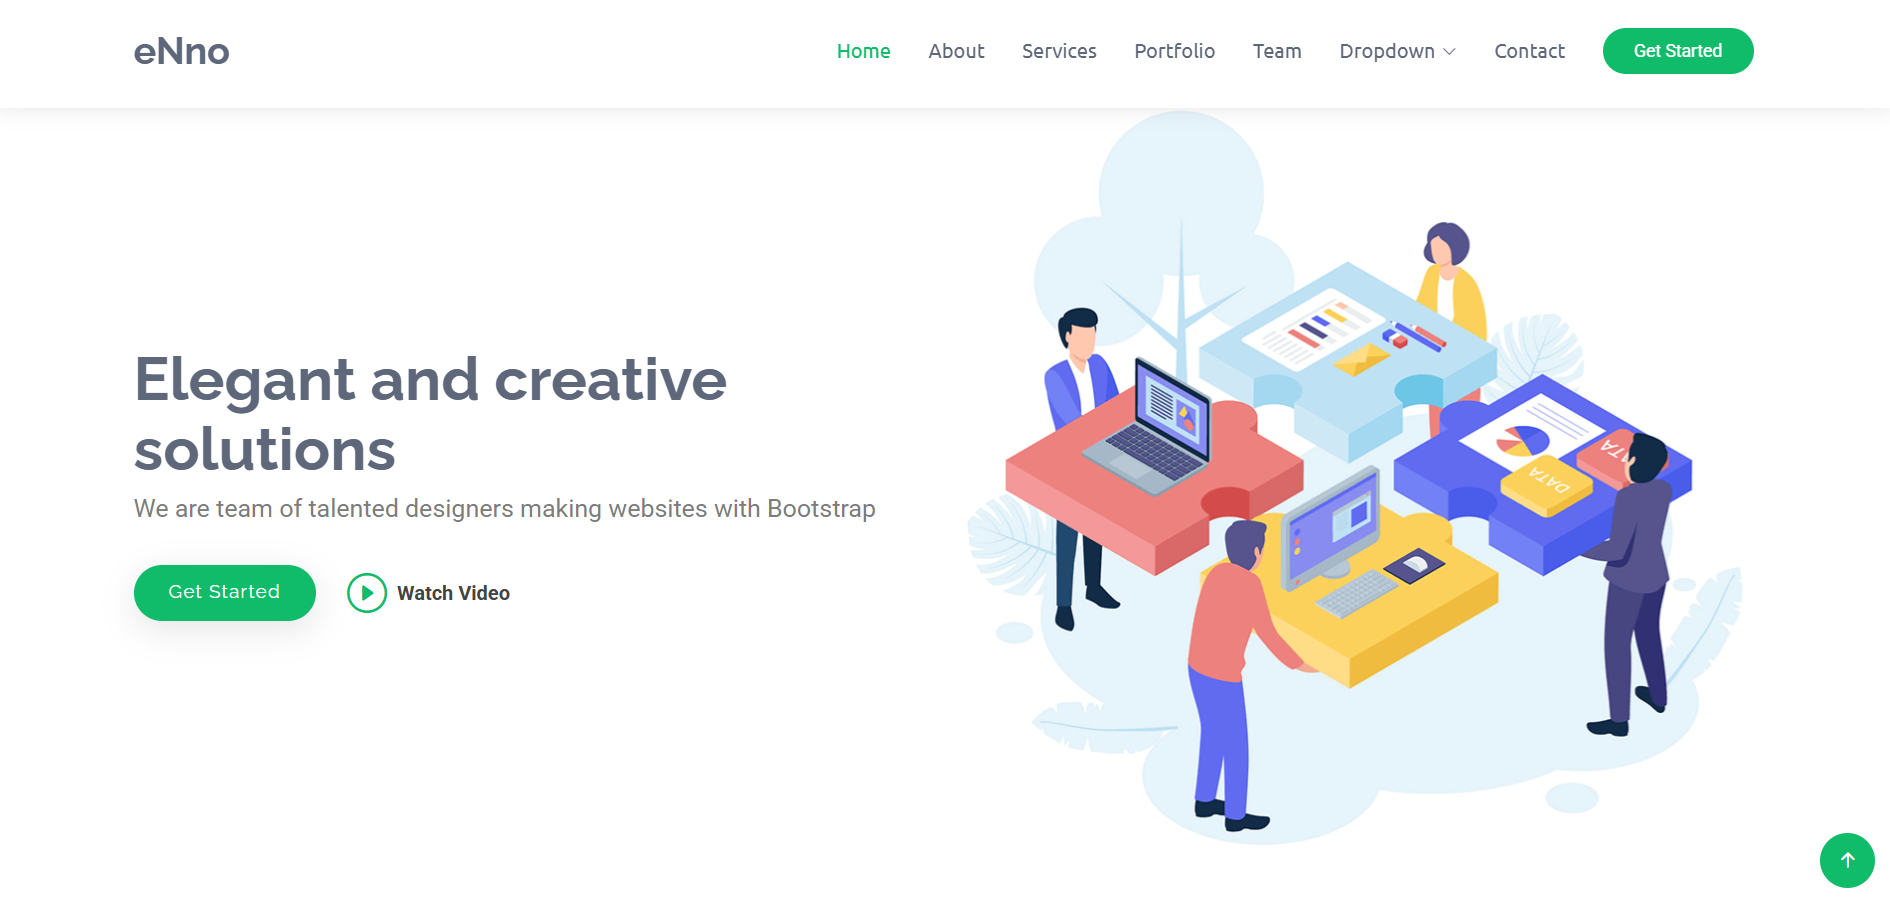 eNno
Home About Services Portfolio Team Dropdown Contact Get Started
Elegant and creative
solutions
We are team of talented designers making websites with Bootstrap
Get Started Watch Video
DATA
DATA